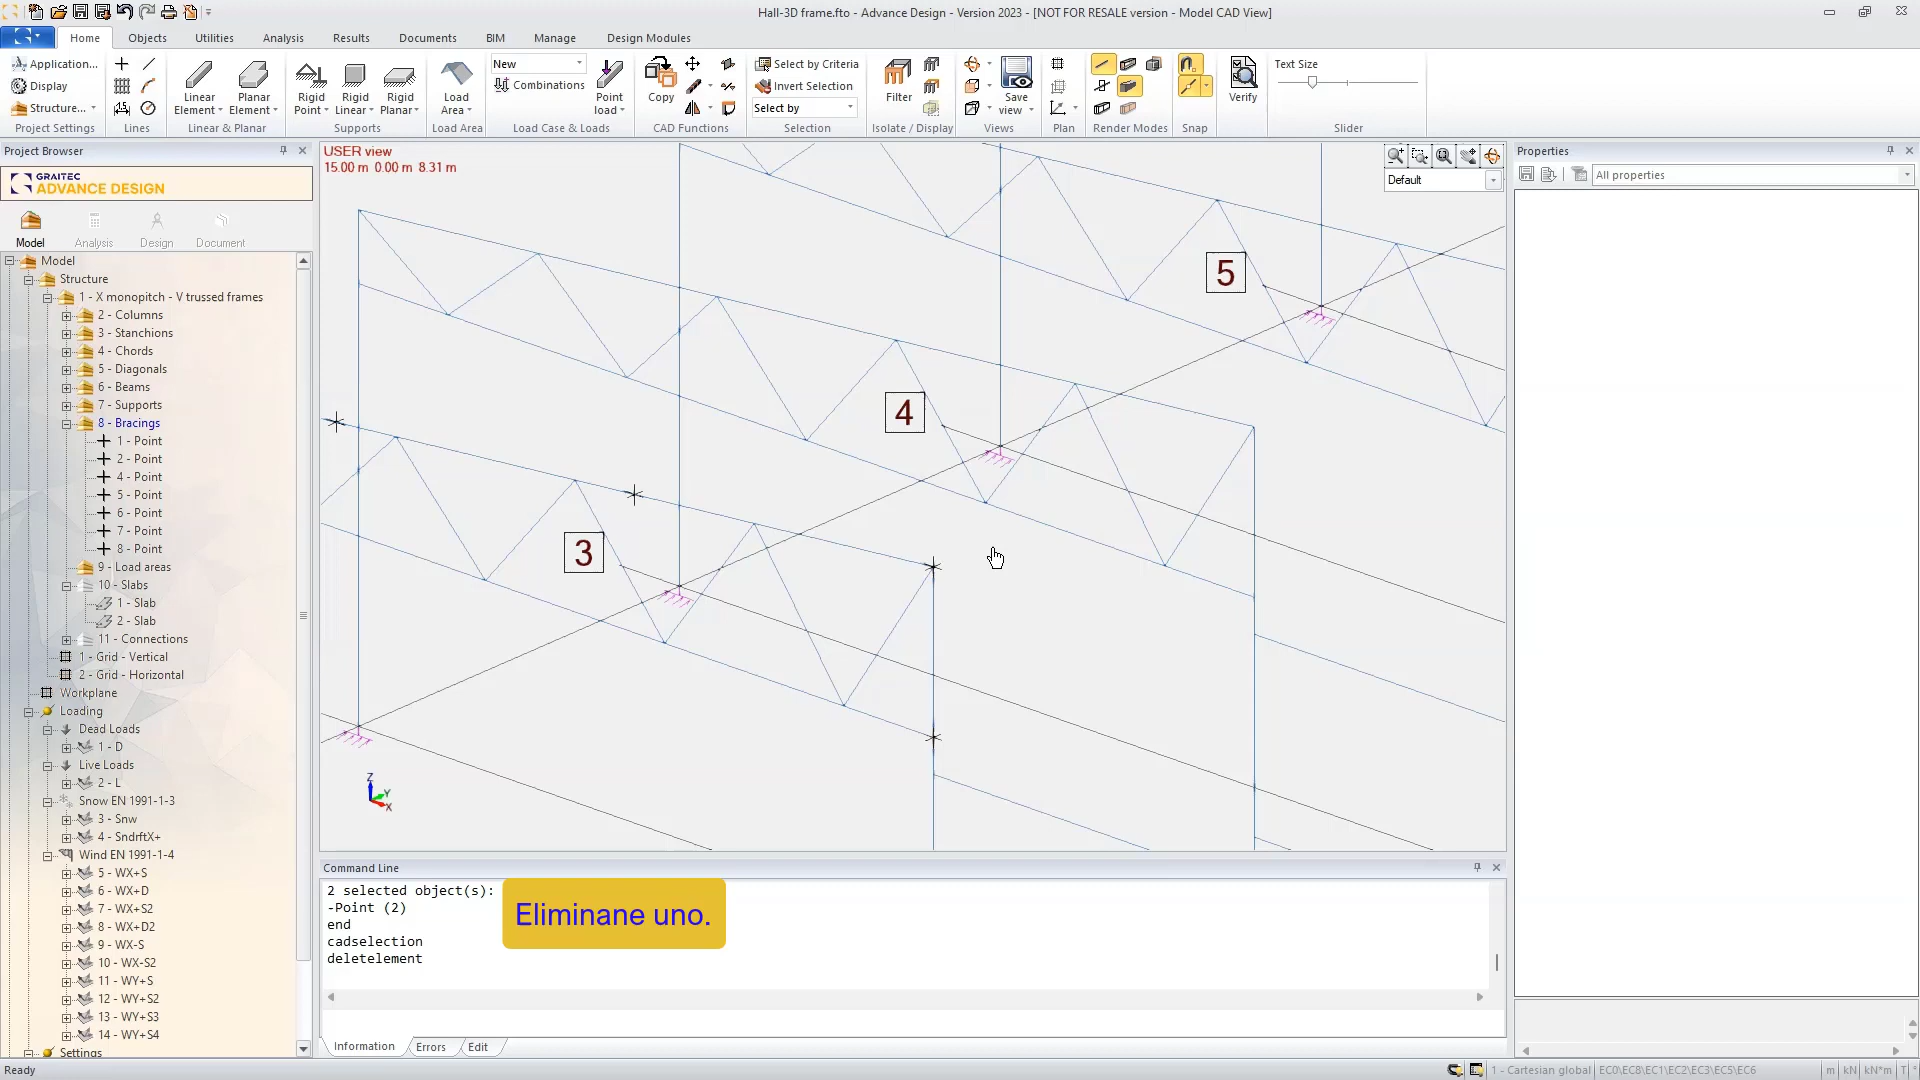 Hall-3D frame.fto - Advance Design - Version 2023 - [NOT FOR RESALE version - Model CAD View]
Home
Objects
Utilities
Analysis
Results
Documents
BIM
Manage
Design Modules
Application...
Display
Structure...
Project Settings
Lines
Linear
Element
Planar
Element
Linear & Planar
Rigid
Point
Rigid
Linear
Rigid
Planar
Supports
Load
Area
Load Area
New
Combinations
Point
load
Load Case & Loads
Copy
CAD Functions
Select by Criteria
Invert Selection
Select by
Selection
Filter
Isolate / Display
Save
view
Views
Plan
Render Modes
Snap
Verify
Text Size
Slider
Project Browser
GRAITEC
ADVANCE DESIGN
Model
Analysis
Design
Document
Model
Structure
1 - X monopitch - V trussed frames
2 - Columns
3 - Stanchions
4 - Chords
5 - Diagonals
6 - Beams
7 - Supports
8 - Bracings
1 - Point
2 - Point
4 - Point
5 - Point
6 - Point
7 - Point
8 - Point
9 - Load areas
10 - Slabs
1 - Slab
2 - Slab
11 - Connections
1 - Grid - Vertical
2 - Grid - Horizontal
Workplane
Loading
Dead Loads
1 - D
Live Loads
2 - L
Snow EN 1991-1-3
3 - Snw
4 - SndrftX+
Wind EN 1991-1-4
5 - WX+S
6 - WX+D
7 - WX+S2
8 - WX+D2
9 - WX-S
10 - WX-S2
11 - WY+S
12 - WY+S2
13 - WY+S3
14 - WY+S4
Settings
USER view
15.00 m 0.00 m 8.31 m
Default
5
4
3
Z
Y
X
Properties
All properties
Command Line
2 selected object(s):
-Point (2)
end
cadselection
deletelement
Eliminane uno.
Information
Errors
Edit
Ready
1 - Cartesian global
EC0\EC8\EC1\EC2\EC3\EC5\EC6
m
kN
kN*m
T
°